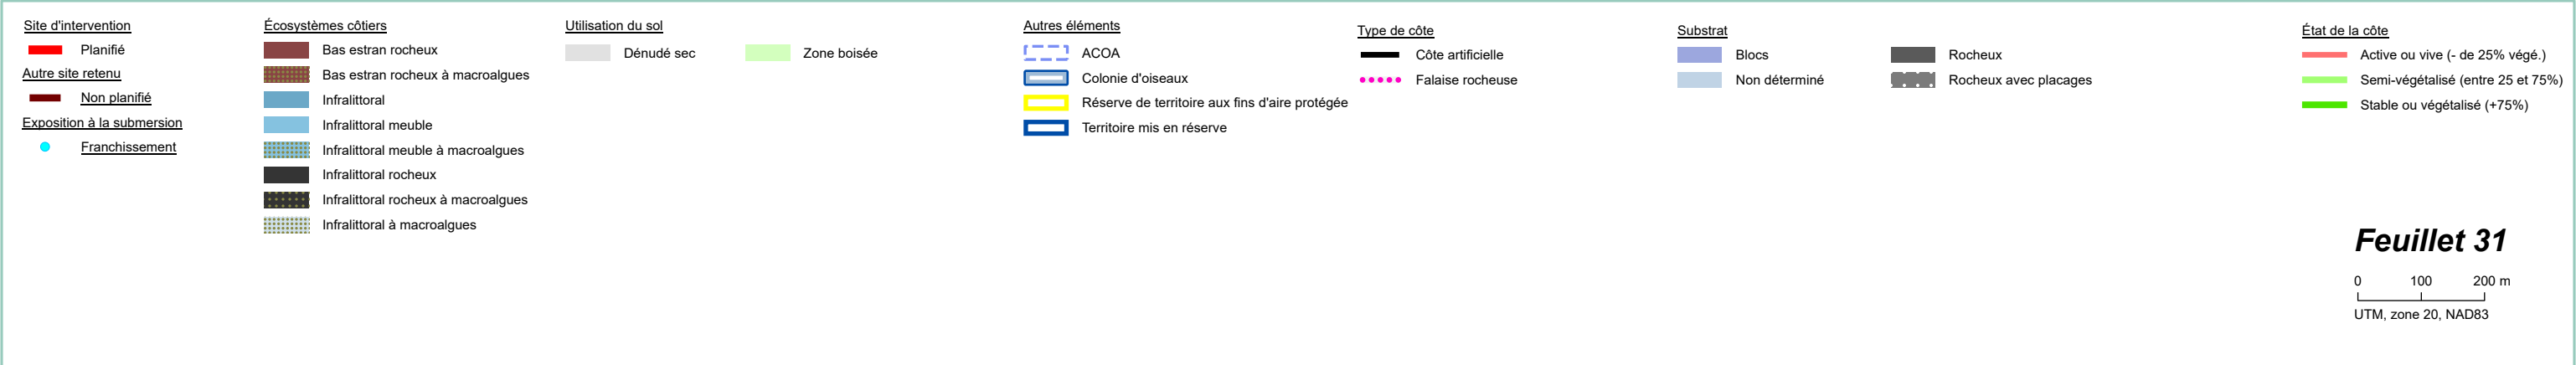 Site d'intervention
Planifié
Autre site retenu
Non planifié
Exposition à la submersion
Franchissement
Écosystèmes côtiers
Bas estran rocheux
Bas estran rocheux à macroalgues
Infralittoral
Infralittoral meuble
Infralittoral meuble à macroalgues
Infralittoral rocheux
Infralittoral rocheux à macroalgues
Infralittoral à macroalgues
Utilisation du sol
Dénudé sec
Zone boisée
Autres éléments
ACOA
Colonie d'oiseaux
Réserve de territoire aux fins d'aire protégée
Territoire mis en réserve
Type de côte
Côte artificielle
Falaise rocheuse
Substrat
Blocs
Non déterminé
Rocheux
Rocheux avec placages
État de la côte
Active ou vive (- de 25% végé.)
Semi-végétalisé (entre 25 et 75%)
Stable ou végétalisé (+75%)
Feuillet 31
0 100 200 m
UTM, zone 20, NAD83